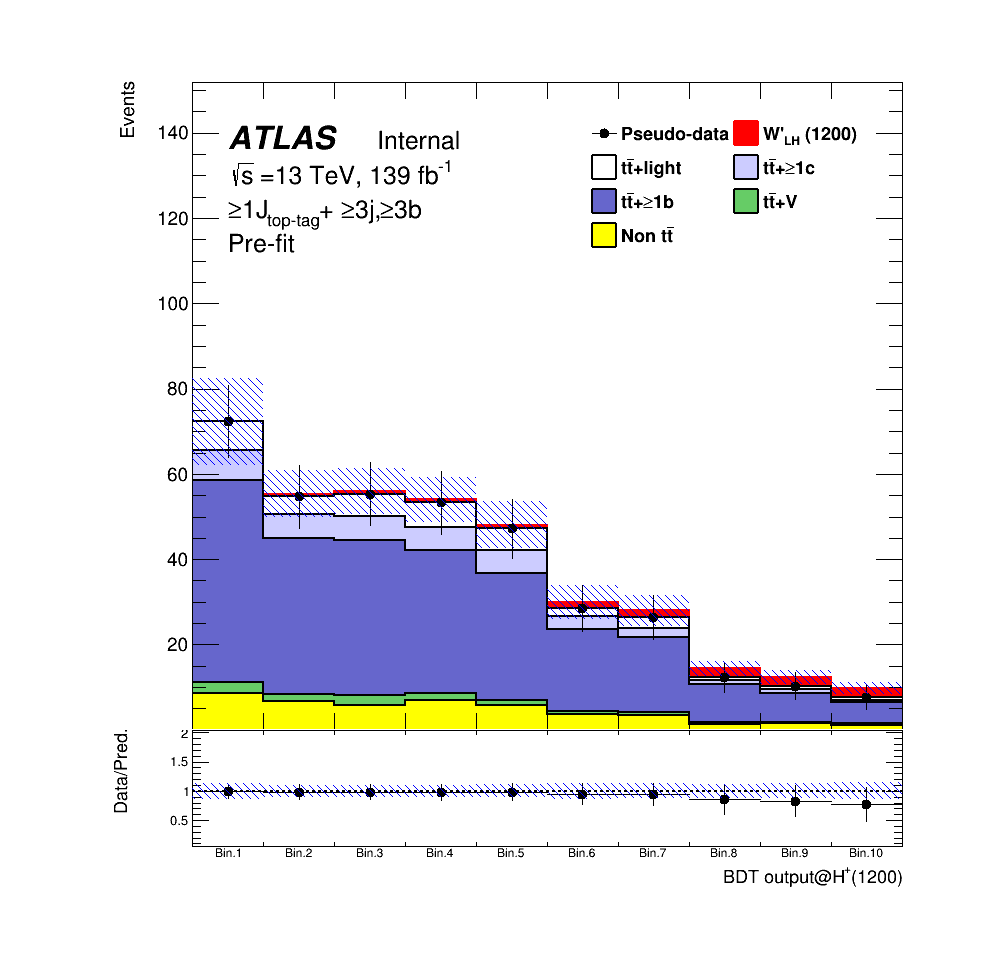 Events
140
120
100
80
60
40
20
ATLAS Internal
√s =13 TeV, 139 fb⁻¹
≥1J_top-tag + ≥3j,≥3b
Pre-fit
Pseudo-data
W'_LH (1200)
tt̄+light
tt̄+≥1c
tt̄+≥1b
tt̄+V
Non tt̄
Data/Pred.
2
1.5
1
0.5
Bin.1 Bin.2 Bin.3 Bin.4 Bin.5 Bin.6 Bin.7 Bin.8 Bin.9 Bin.10
BDT output@H⁺(1200)